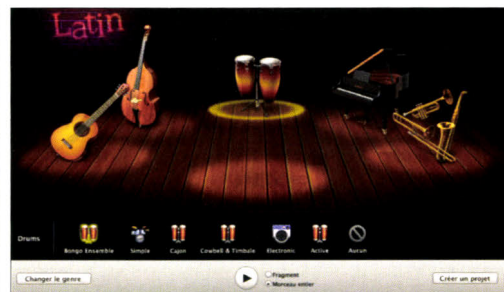 Latin
Drums
Bongo Ensemble
Simple
Cajon
Cowbell & Timbale
Electronic
Active
Aucun
Changer le genre
Fragment
Morceau entier
Créer un projet